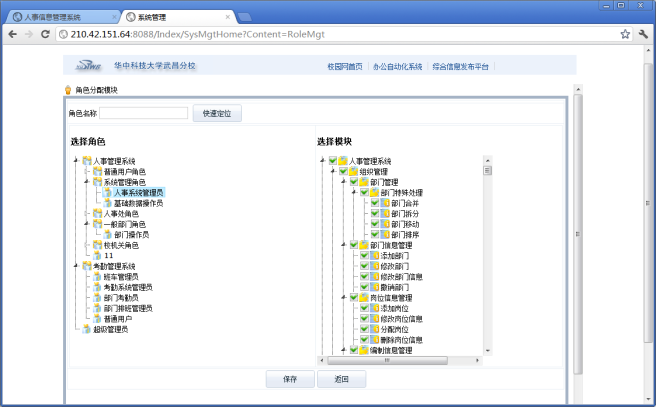 人事信息管理系统
系统管理
210.42.151.64:8088/Index/SysMgtHome?Content=RoleMgt
华中科技大学武昌分校
校园网首页
办公自动化系统
综合信息发布平台
角色分配模块
角色名称
快速定位
选择角色
人事管理系统
普通用户角色
系统管理角色
人事系统管理员
基础数据操作员
人事处角色
一般部门角色
部门操作员
校机关角色
11
考勤管理系统
班车管理员
考勤系统管理员
部门考勤员
部门排班管理员
普通用户
超级管理员
选择模块
人事管理系统
组织管理
部门管理
部门特殊处理
部门合并
部门拆分
部门移动
部门排序
部门信息管理
添加部门
修改部门
修改部门信息
撤销部门
岗位信息管理
添加岗位
修改岗位信息
分配岗位
删除岗位信息
编制信息管理
保存
返回